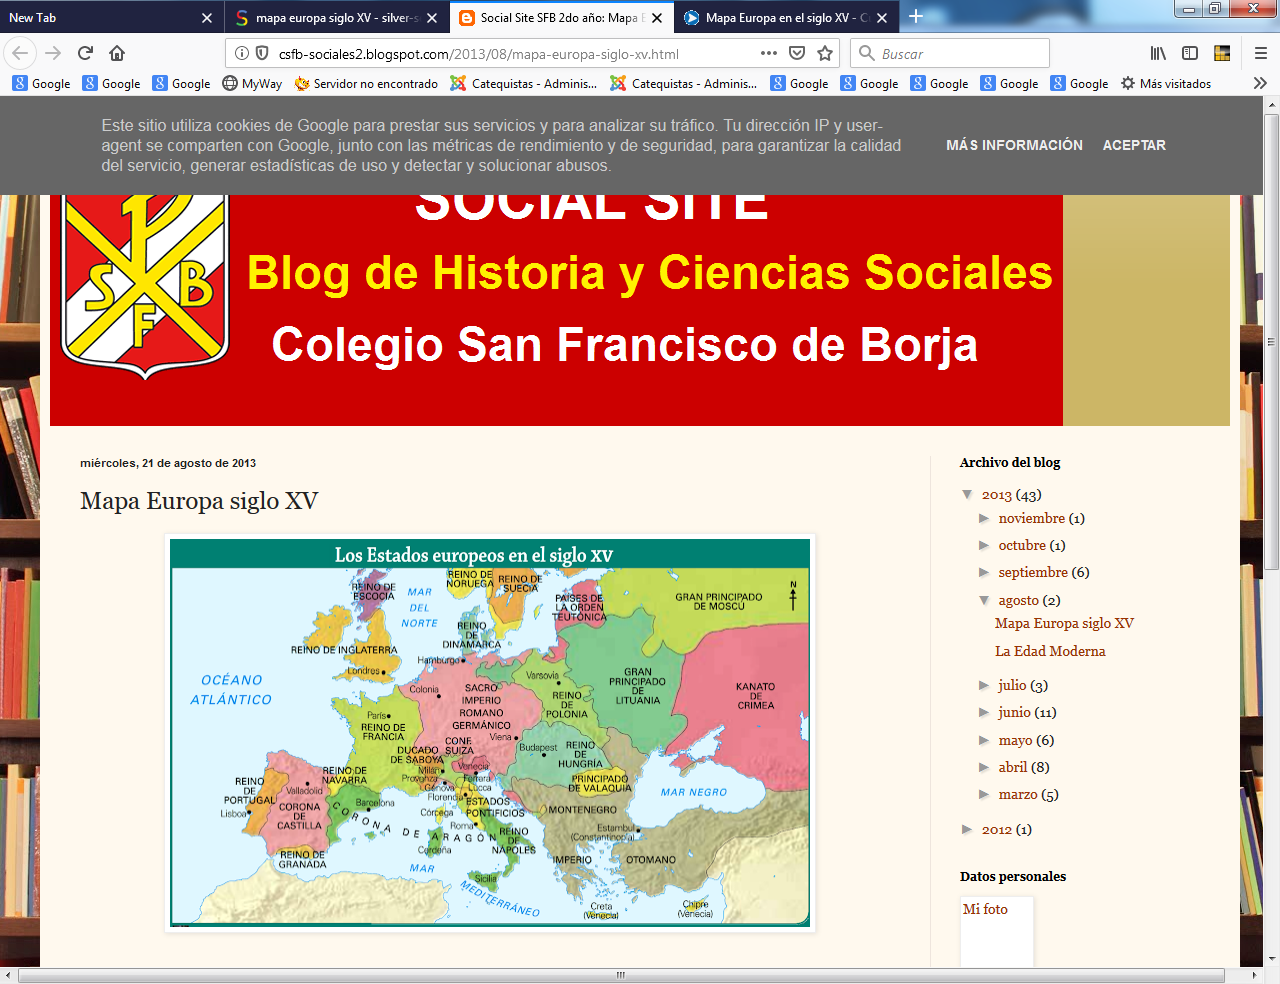 New Tab
mapa europa siglo XV - silver-s
Social Site SFB 2do año: Mapa E
Mapa Europa en el siglo XV - C
csfb-sociales2.blogspot.com/2013/08/mapa-europa-siglo-xv.html
Buscar
Google
Google
Google
MyWay
Servidor no encontrado
Catequistas - Adminis...
Catequistas - Adminis...
Google
Google
Google
Google
Google
Más visitados
Este sitio utiliza cookies de Google para prestar sus servicios y para analizar su tráfico. Tu dirección IP y user-
agent se comparten con Google, junto con las métricas de rendimiento y de seguridad, para garantizar la calidad
del servicio, generar estadísticas de uso y detectar y solucionar abusos.
MÁS INFORMACIÓN
ACEPTAR
SOCIAL SITE
Blog de Historia y Ciencias Sociales
Colegio San Francisco de Borja
S B
F
miércoles, 21 de agosto de 2013
Mapa Europa siglo XV
Los Estados europeos en el siglo XV
REINO DE
ESCOCIA
MAR
DEL
NORTE
REINO DE
NORUEGA
REINO DE
SUECIA
PAÍSES DE
LA ORDEN
TEUTÓNICA
GRAN PRINCIPADO
DE MOSCÚ
N
REINO DE INGLATERRA
Londres
REINO
DE
DINAMARCA
Hamburgo
OCÉANO
ATLÁNTICO
Colonia
SACRO
IMPERIO
ROMANO
GERMÁNICO
Varsovia
REINO
DE
POLONIA
GRAN
PRINCIPADO
DE
LITUANIA
KANATO
DE
CRIMEA
París
REINO DE
FRANCIA
CONF.
SUIZA
Viena
Budapest
REINO
DE
HUNGRÍA
DUCADO
DE SABOYA
Milán
Venecia
Ferrara
Provenza
Génova
Lucca
Florencia
PRINCIPADO
DE VALAQUIA
MAR NEGRO
REINO DE
NAVARRA
REINO
DE
PORTUGAL
Lisboa
Valladolid
CORONA
DE
CASTILLA
Barcelona
CORONA DE ARAGÓN
Córcega
ESTADOS
PONTIFICIOS
Roma
MONTENEGRO
Estambul
(Constantinopla)
REINO DE
GRANADA
Cerdeña
REINO
DE
NÁPOLES
IMPERIO
OTOMANO
Sicilia
MAR
MEDITERRÁNEO
Creta
(Venecia)
Chipre
(Venecia)
Archivo del blog
▼ 2013 (43)
► noviembre (1)
► octubre (1)
► septiembre (6)
▼ agosto (2)
Mapa Europa siglo XV
La Edad Moderna
► julio (3)
► junio (11)
► mayo (6)
► abril (8)
► marzo (5)
► 2012 (1)
Datos personales
Mi foto